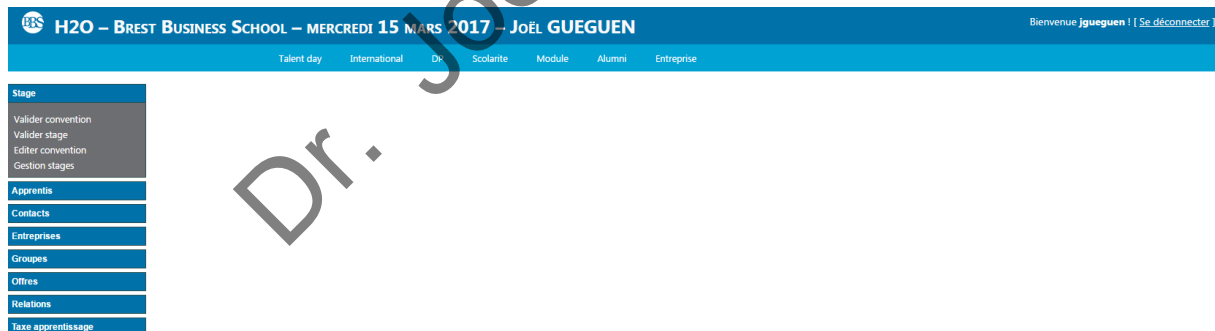 BBS H2O – BREST BUSINESS SCHOOL – MERCREDI 15 MARS 2017 – JOËL GUEGUEN
Bienvenue jgueguen ! [ Se déconnecter ]
Talent day International DP Scolarite Module Alumni Entreprise
Stage
Valider convention
Valider stage
Editer convention
Gestion stages
Apprentis
Contacts
Entreprises
Groupes
Offres
Relations
Taxe apprentissage
Dr. Jo